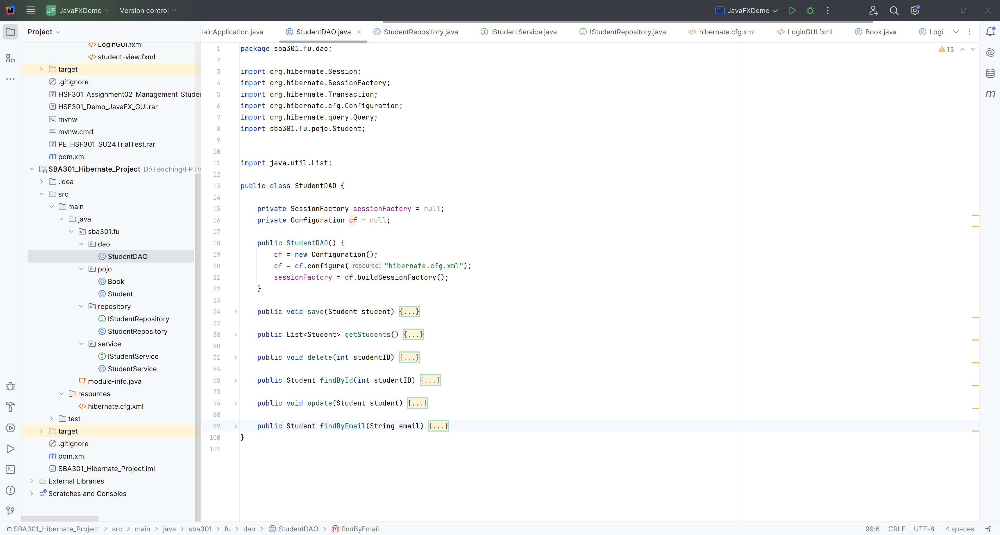 JF JavaFXDemo Version control JavaFXDemo
Project
LoginGUI.fxml
student-view.fxml
target
.gitignore
HSF301_Assignment02_Management_Studen
HSF301_Demo_JavaFX_GUI.rar
mvnw
mvnw.cmd
PE_HSF301_SU24TrialTest.rar
pom.xml
SBA301_Hibernate_Project D:\Teaching\FPT\
.idea
src
main
java
sba301.fu
dao
StudentDAO
pojo
Book
Student
repository
IStudentRepository
StudentRepository
service
IStudentService
StudentService
module-info.java
resources
hibernate.cfg.xml
test
target
.gitignore
pom.xml
SBA301_Hibernate_Project.iml
External Libraries
Scratches and Consoles
ainApplication.java StudentDAO.java StudentRepository.java IStudentService.java IStudentRepository.java hibernate.cfg.xml LoginGUI.fxml Book.java Login
13
1 package sba301.fu.dao;
2
3 import org.hibernate.Session;
4 import org.hibernate.SessionFactory;
5 import org.hibernate.Transaction;
6 import org.hibernate.cfg.Configuration;
7 import org.hibernate.query.Query;
8 import sba301.fu.pojo.Student;
9
10
11 import java.util.List;
12
13 public class StudentDAO {
14
15 private SessionFactory sessionFactory = null;
16 private Configuration cf = null;
17
18 public StudentDAO() {
19 cf = new Configuration();
20 cf = cf.configure( resource: "hibernate.cfg.xml");
21 sessionFactory = cf.buildSessionFactory();
22 }
23
24 public void save(Student student) {...}
37
38 public List<Student> getStudents() {...}
50
51 public void delete(int studentID) {...}
64
65 public Student findById(int studentID) {...}
73
74 public void update(Student student) {...}
88
89 public Student findByEmail(String email) {...}
100 }
101
SBA301_Hibernate_Project > src > main > java > sba301 > fu > dao > StudentDAO > findByEmail
99:6 CRLF UTF-8 4 spaces